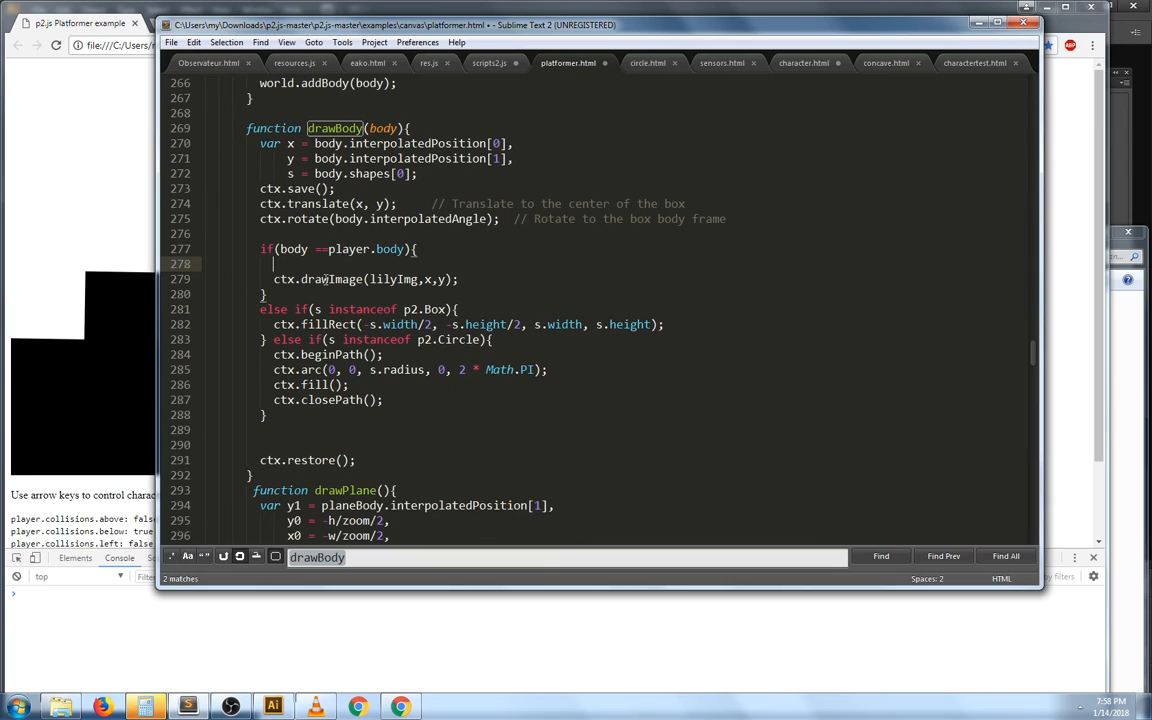 p2.js Platformer example
file:///C:/Users/
C:\Users\my\Downloads\p2.js-master\p2.js-master\examples\canvas\platformer.html • - Sublime Text 2 (UNREGISTERED)
File Edit Selection Find View Goto Tools Project Preferences Help
Observateur.html resources.js eako.html res.js scripts2.js platformer.html circle.html sensors.html character.html concave.html charactertest.html
266 world.addBody(body);
267 }
268
269 function drawBody(body){
270 var x = body.interpolatedPosition[0],
271 y = body.interpolatedPosition[1],
272 s = body.shapes[0];
273 ctx.save();
274 ctx.translate(x, y); // Translate to the center of the box
275 ctx.rotate(body.interpolatedAngle); // Rotate to the box body frame
276
277 if(body ==player.body){
278
279 ctx.drawImage(lilyImg,x,y);
280 }
281 else if(s instanceof p2.Box){
282 ctx.fillRect(-s.width/2, -s.height/2, s.width, s.height);
283 } else if(s instanceof p2.Circle){
284 ctx.beginPath();
285 ctx.arc(0, 0, s.radius, 0, 2 * Math.PI);
286 ctx.fill();
287 ctx.closePath();
288 }
289
290
291 ctx.restore();
292 }
293 function drawPlane(){
294 var y1 = planeBody.interpolatedPosition[1],
295 y0 = -h/zoom/2,
296 x0 = -w/zoom/2,
ABP
Use arrow keys to control chara
player.collisions.above: fals
player.collisions.below: true
player.collisions.left: false
Elements Console
top Filter
.* Aa “” drawBody Find Find Prev Find All
2 matches Spaces: 2 HTML
7:58 PM
1/14/2018